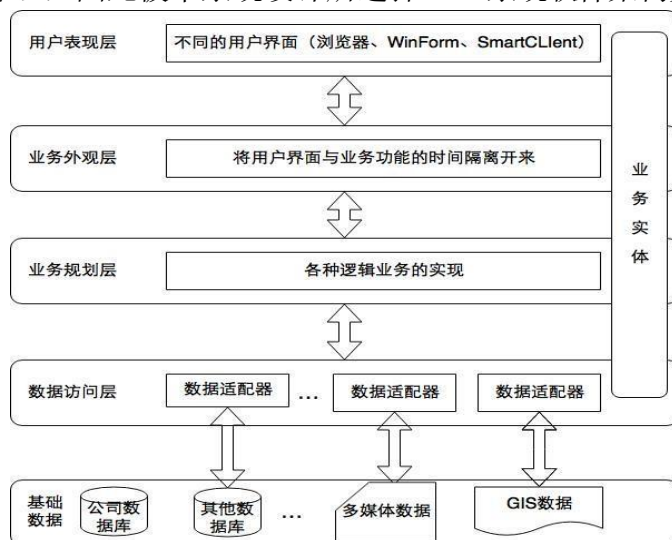 用户表现层
不同的用户界面（浏览器、WinForm、SmartCLIent）
业务外观层
将用户界面与业务功能的时间隔离开来
业务规划层
各种逻辑业务的实现
业务实体
数据访问层
数据适配器
...
数据适配器
数据适配器
基础数据
公司数据库
其他数据库
...
多媒体数据
GIS数据